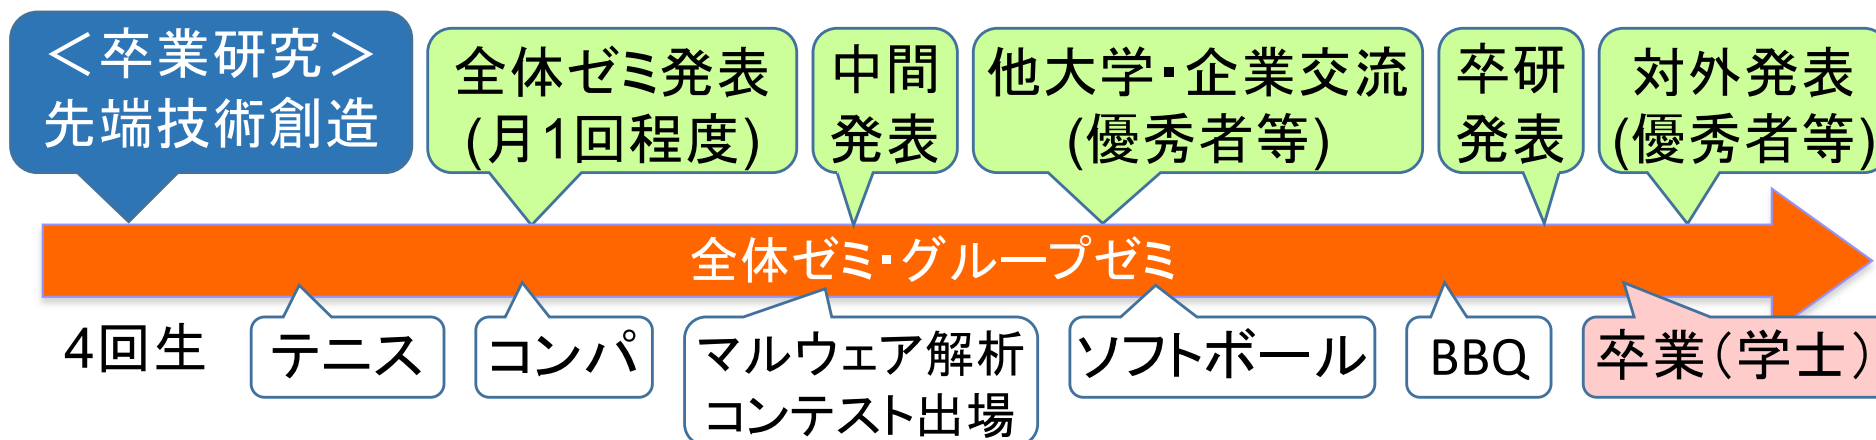 ＜卒業研究＞
先端技術創造
全体ゼミ発表
(月1回程度)
中間
発表
他大学・企業交流
(優秀者等)
卒研
発表
対外発表
(優秀者等)
全体ゼミ・グループゼミ
4回生
テニス
コンパ
マルウェア解析
コンテスト出場
ソフトボール
BBQ
卒業（学士）